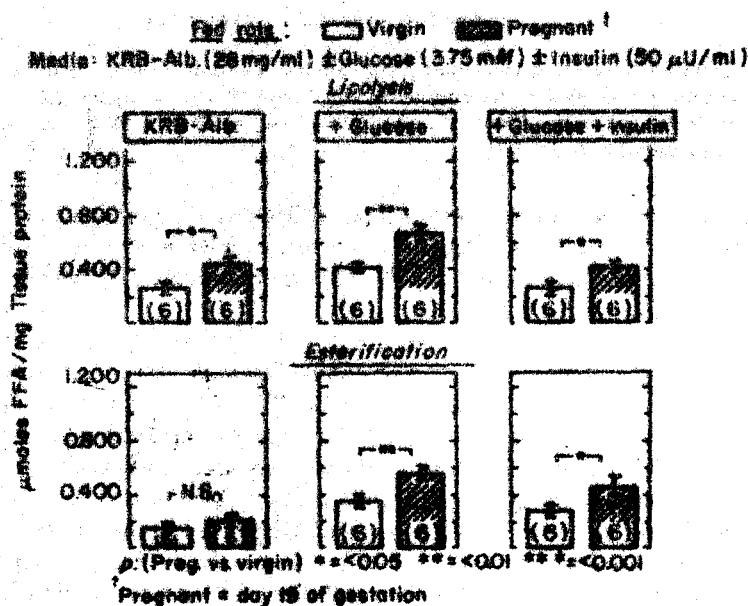 Fed rats: Virgin Pregnant †
Media: KRB-Alb. (28 mg/ml) ± Glucose (3.75 mM) ± Insulin (50 μU/ml)
Lipolysis
KRB-Alb. + Glucose + Glucose + insulin
μmoles FFA/mg Tissue protein
1.200
0.800
0.400
* ** *
(6) (6) (6) (6) (6) (6)
Esterification
1.200
0.800
0.400
N.S. ** *
(6) (6) (6) (6)
p: (Preg. vs. virgin) * = <0.05 ** = <0.01 *** = <0.001
† Pregnant = day 19 of gestation